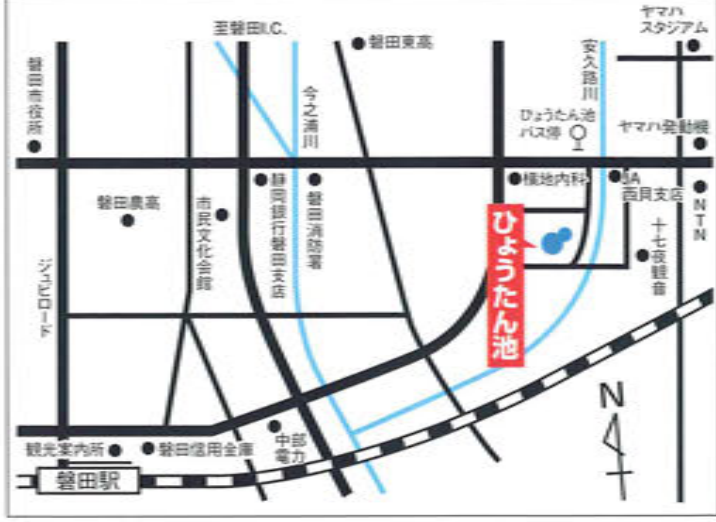 ヤマハ
スタジアム
至磐田I.C.
磐田東高
安久路川
磐田市役所
今之浦川
ひょうたん池
バス停
ヤマハ発動機
横地内科
JA
西貝支店
NTN
磐田農高
市民文化会館
静岡銀行磐田支店
磐田消防署
ひょうたん池
十七夜観音
ジュビロード
N
観光案内所
磐田信用金庫
中部
電力
磐田駅